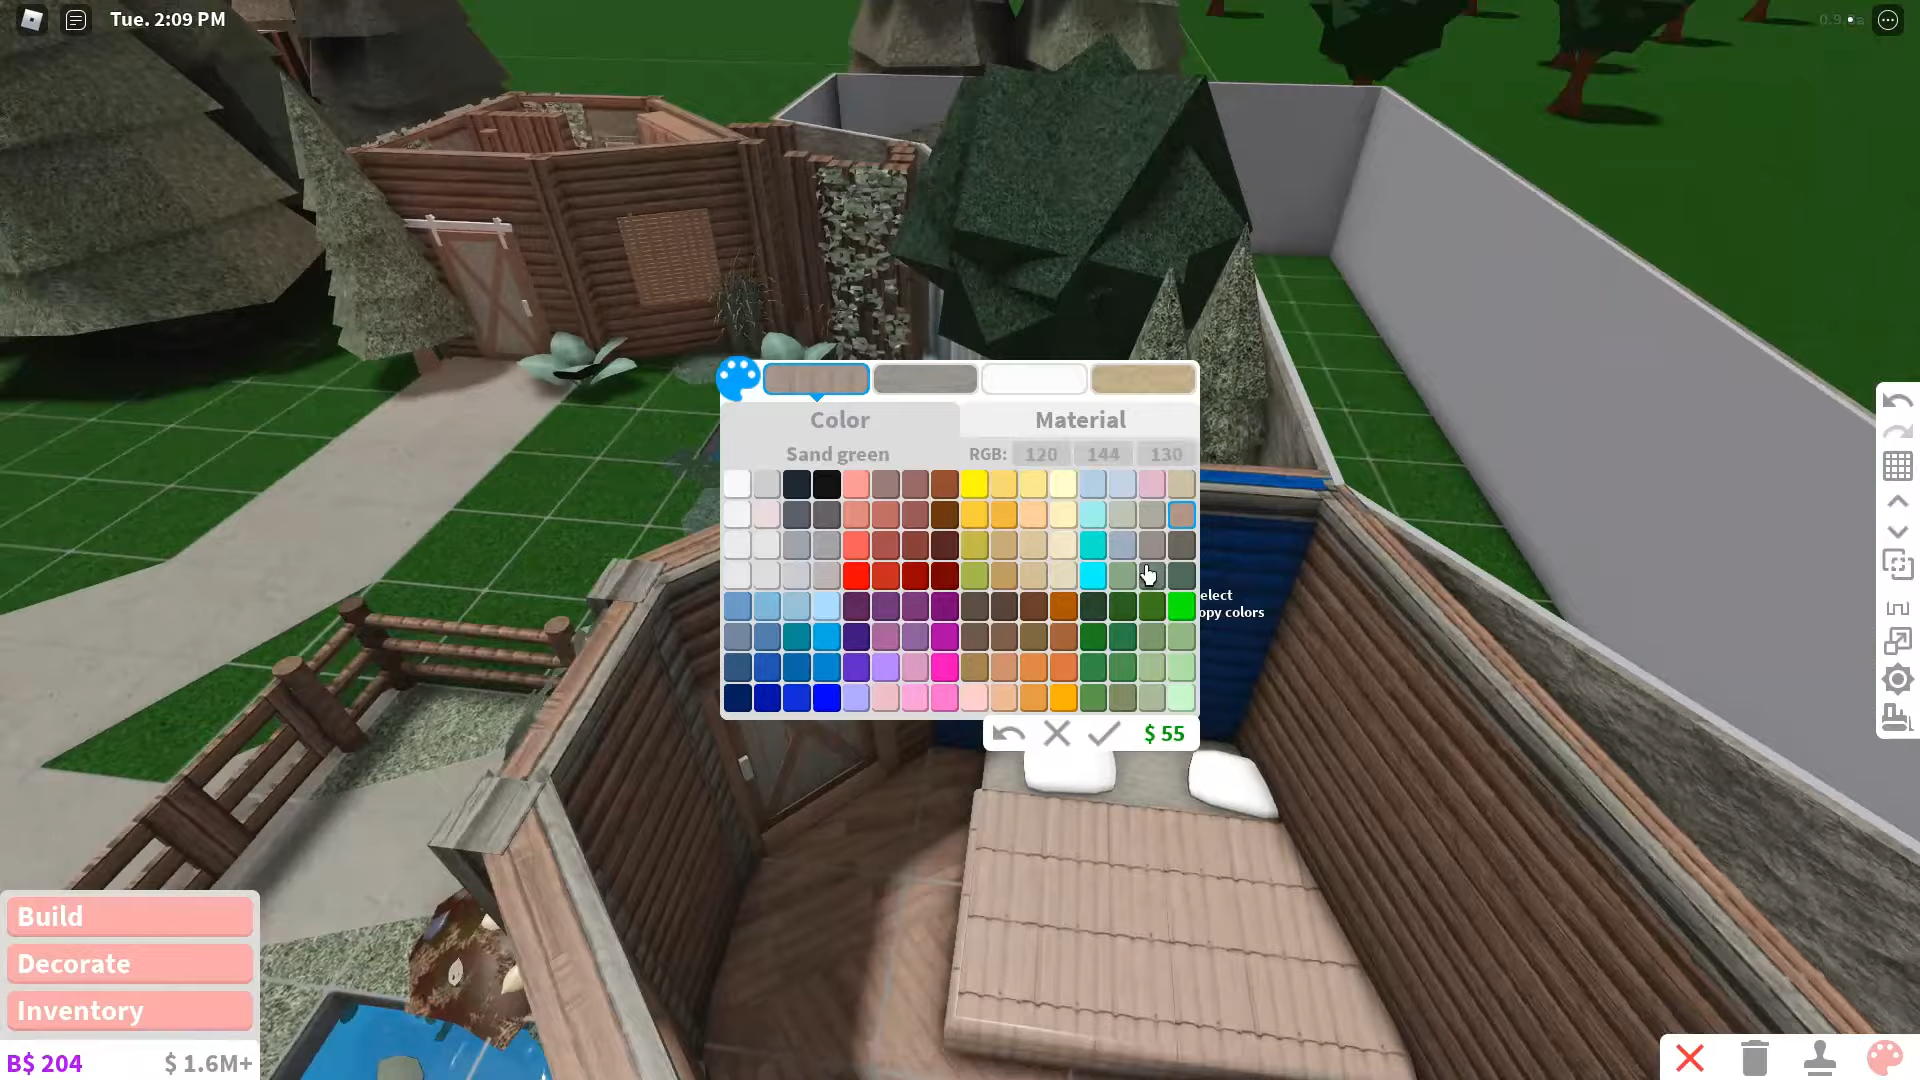 Tue. 2:09 PM
Color
Material
Sand green
RGB: 120 144 130
elect
opy colors
$ 55
Build
Decorate
Inventory
B$ 204
$ 1.6M+